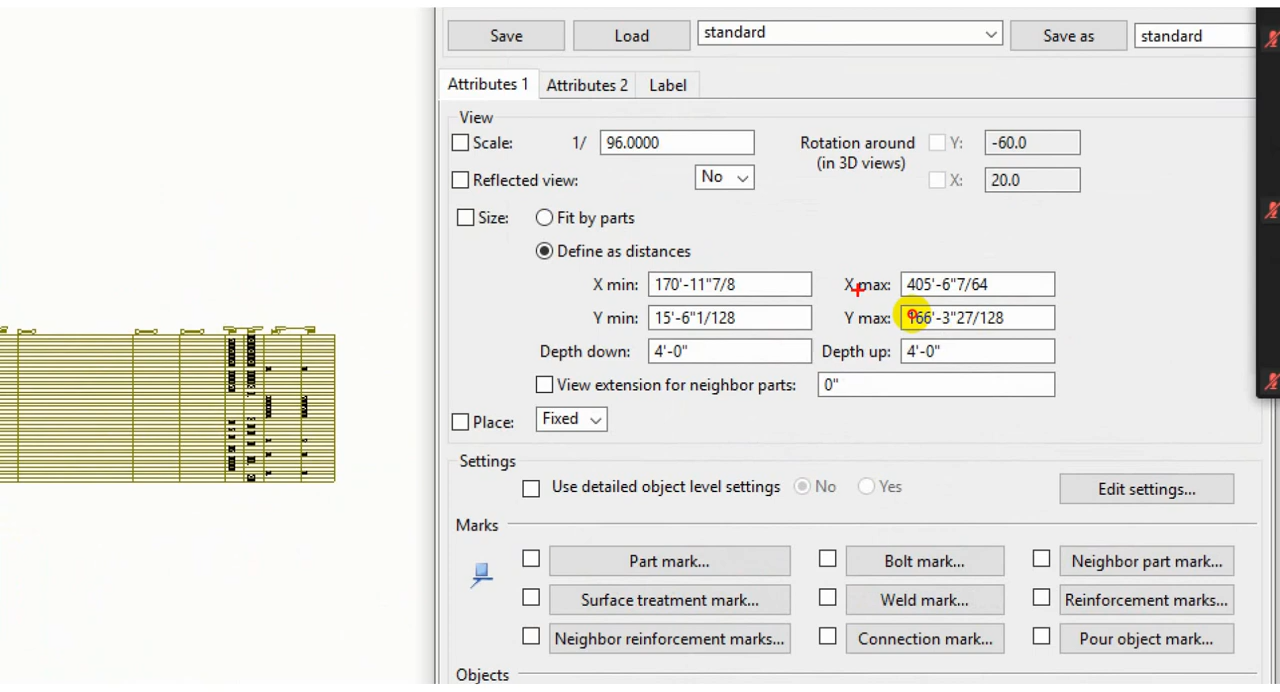 Save Load standard Save as standard
Attributes 1 Attributes 2 Label
View
Scale: 1/ 96.0000 Rotation around Y: -60.0
(in 3D views) X: 20.0
Reflected view: No
Size: Fit by parts
Define as distances
X min: 170'-11"7/8 X max: 405'-6"7/64
Y min: 15'-6"1/128 Y max: 166'-3"27/128
Depth down: 4'-0" Depth up: 4'-0"
View extension for neighbor parts: 0"
Place: Fixed
Settings
Use detailed object level settings No Yes Edit settings...
Marks
Part mark... Bolt mark... Neighbor part mark...
Surface treatment mark... Weld mark... Reinforcement marks...
Neighbor reinforcement marks... Connection mark... Pour object mark...
Objects